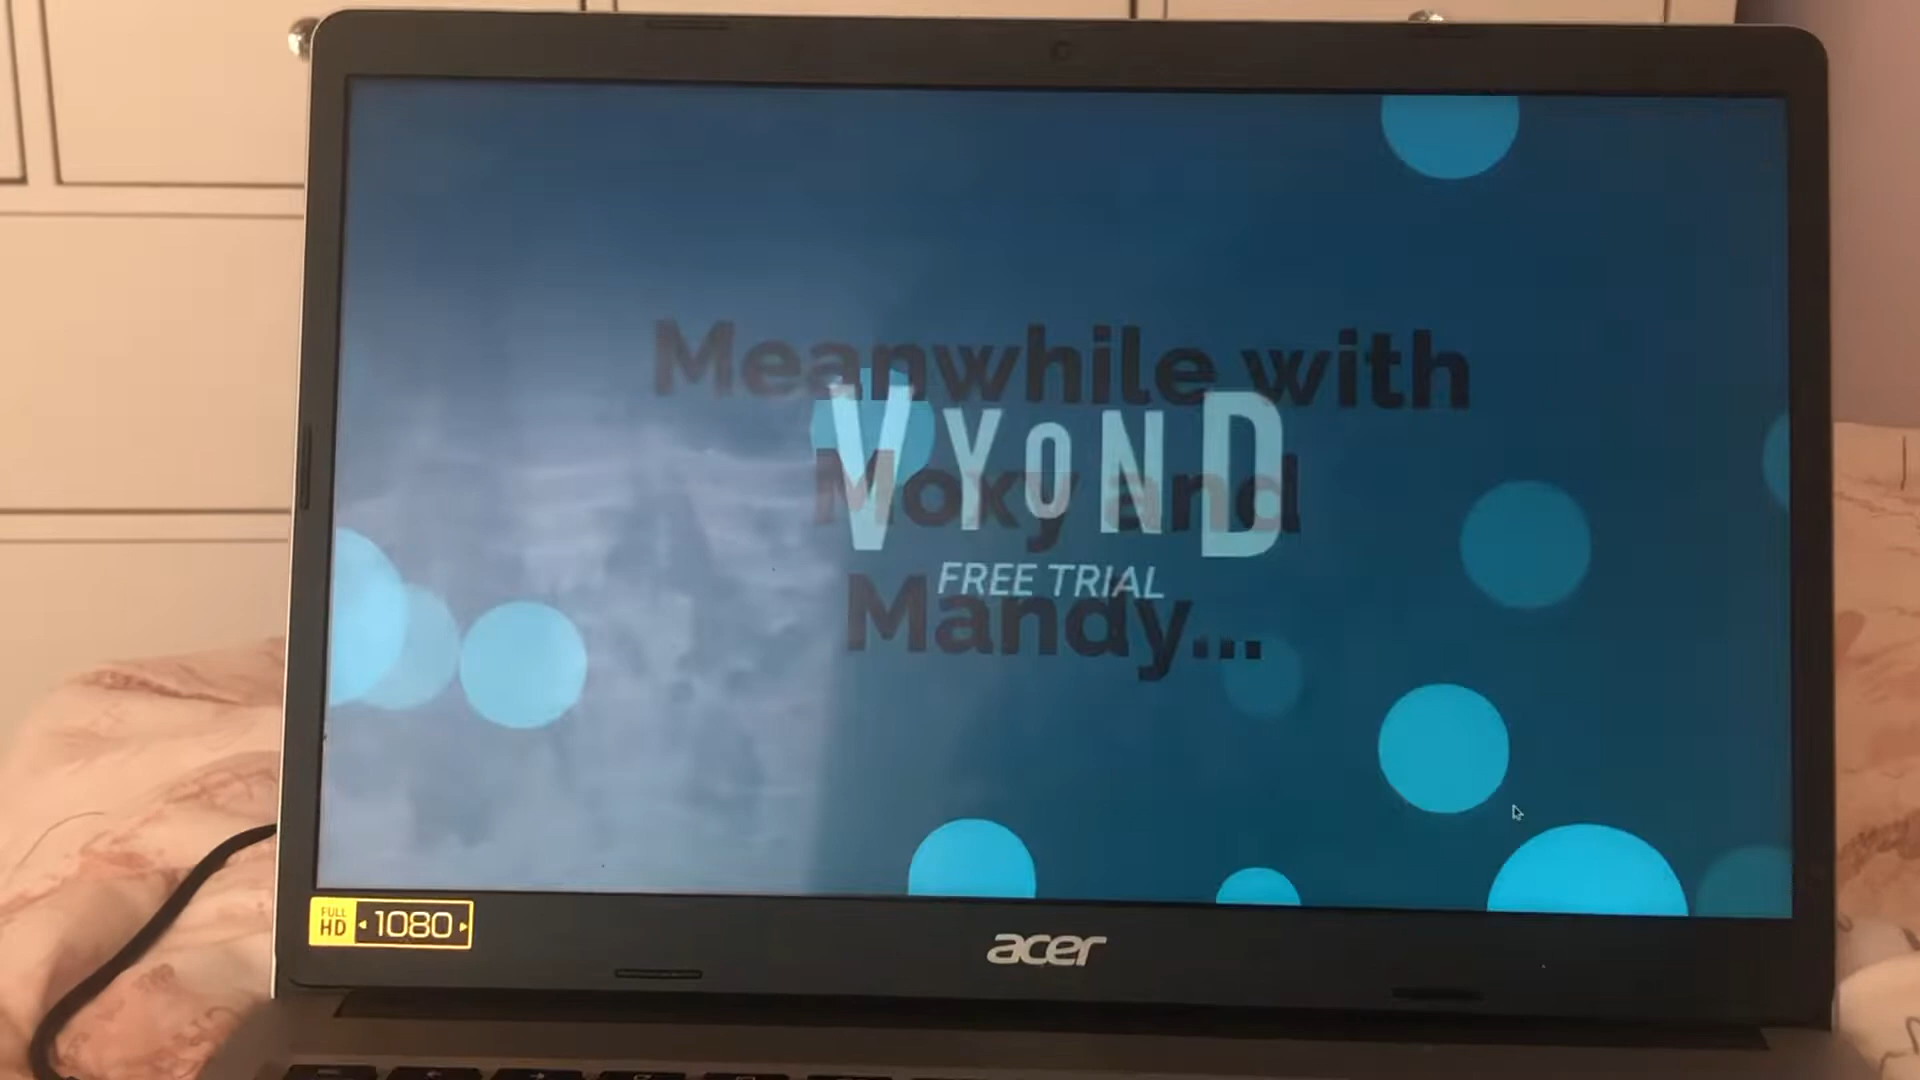 Meanwhile with
Moxy and
Mandy...
VYOND
FREE TRIAL
FULL
HD
1080
acer